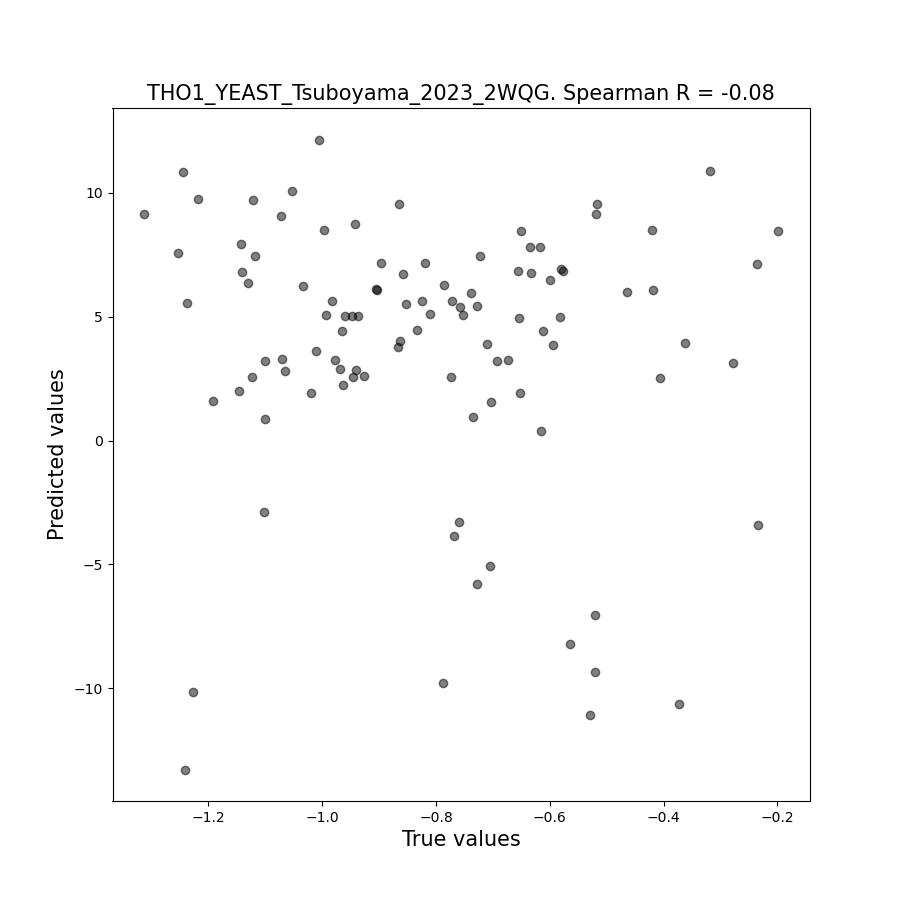 THO1_YEAST_Tsuboyama_2023_2WQG. Spearman R = -0.08
10
5
0
−5
−10
Predicted values
−1.2 −1.0 −0.8 −0.6 −0.4 −0.2
True values